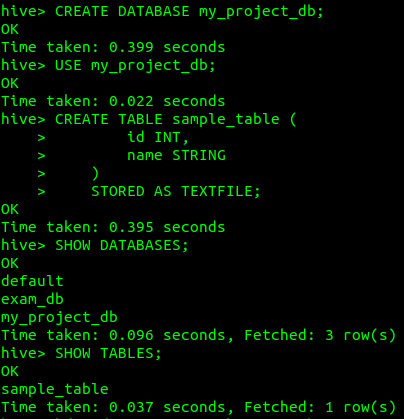 hive> CREATE DATABASE my_project_db;
OK
Time taken: 0.399 seconds
hive> USE my_project_db;
OK
Time taken: 0.022 seconds
hive> CREATE TABLE sample_table (
    >         id INT,
    >         name STRING
    >     )
    >     STORED AS TEXTFILE;
OK
Time taken: 0.395 seconds
hive> SHOW DATABASES;
OK
default
exam_db
my_project_db
Time taken: 0.096 seconds, Fetched: 3 row(s)
hive> SHOW TABLES;
OK
sample_table
Time taken: 0.037 seconds, Fetched: 1 row(s)